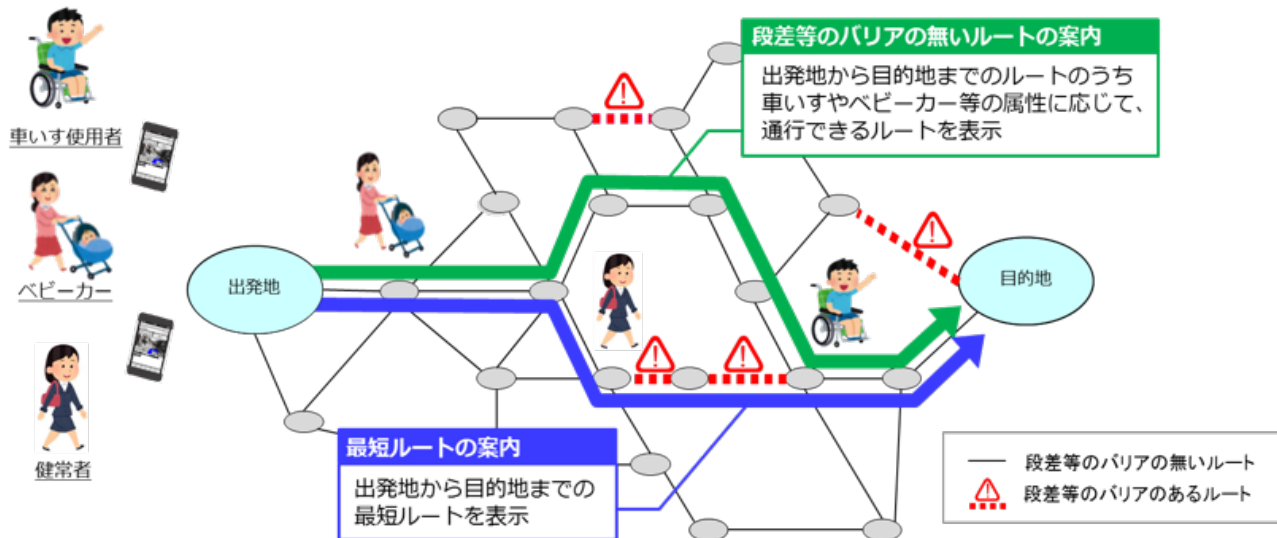 車いす使用者
ベビーカー
健常者
出発地
目的地
段差等のバリアの無いルートの案内
出発地から目的地までのルートのうち
車いすやベビーカー等の属性に応じて、
通行できるルートを表示
最短ルートの案内
出発地から目的地までの
最短ルートを表示
段差等のバリアの無いルート
段差等のバリアのあるルート